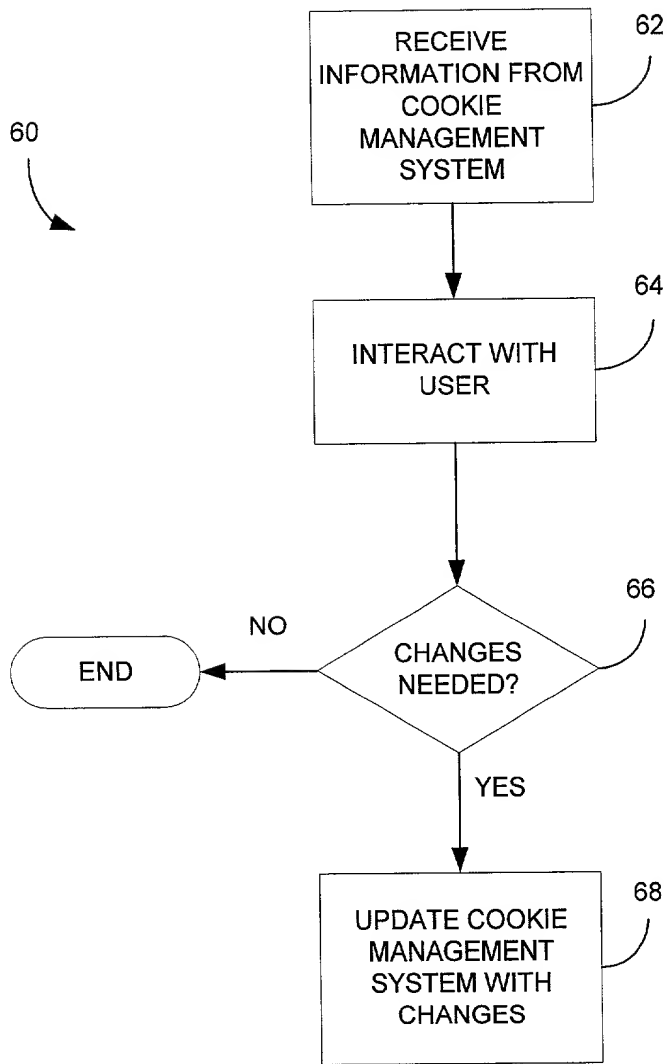 60
RECEIVE
INFORMATION FROM
COOKIE
MANAGEMENT
SYSTEM
62
INTERACT WITH
USER
64
CHANGES
NEEDED?
66
NO
END
YES
UPDATE COOKIE
MANAGEMENT
SYSTEM WITH
CHANGES
68